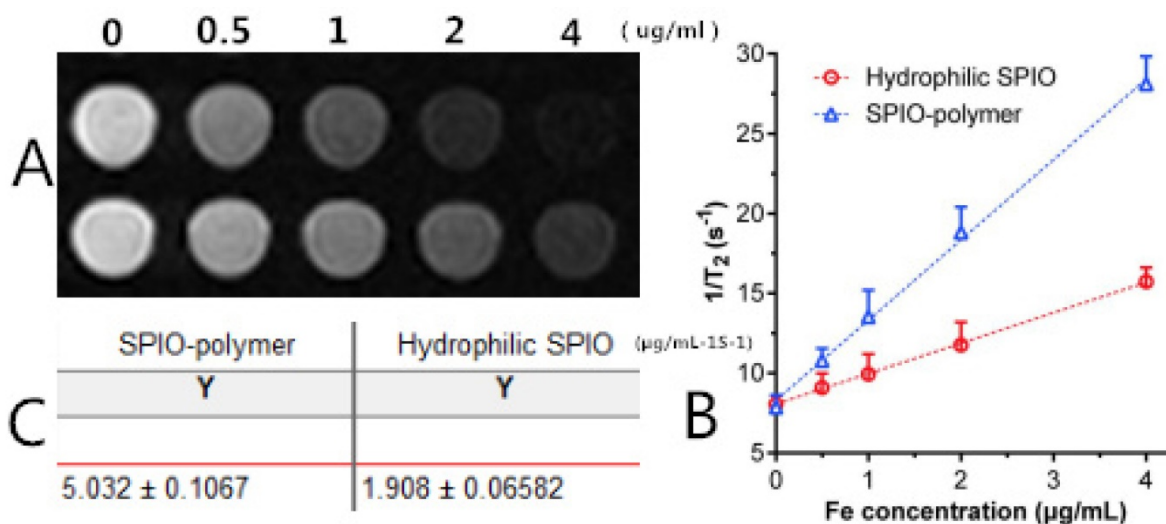 0 0.5 1 2 4 ( ug/ml )
A
SPIO-polymer Hydrophilic SPIO (µg/mL-1S-1)
Y Y
C
5.032 ± 0.1067 1.908 ± 0.06582
Hydrophilic SPIO
SPIO-polymer
1/T₂ (s⁻¹)
30
25
20
15
10
5
B
0 1 2 3 4
Fe concentration (µg/mL)